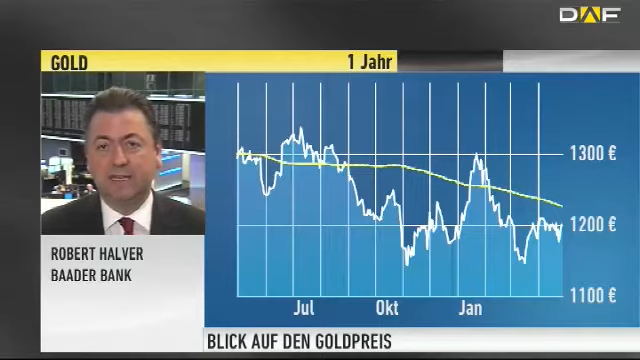 DAF
GOLD
1 Jahr
1300 €
1200 €
1100 €
Jul
Okt
Jan
ROBERT HALVER
BAADER BANK
BLICK AUF DEN GOLDPREIS